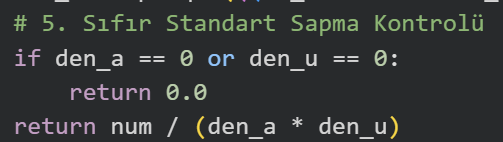 # 5. Sıfır Standart Sapma Kontrolü
if den_a == 0 or den_u == 0:
    return 0.0
return num / (den_a * den_u)